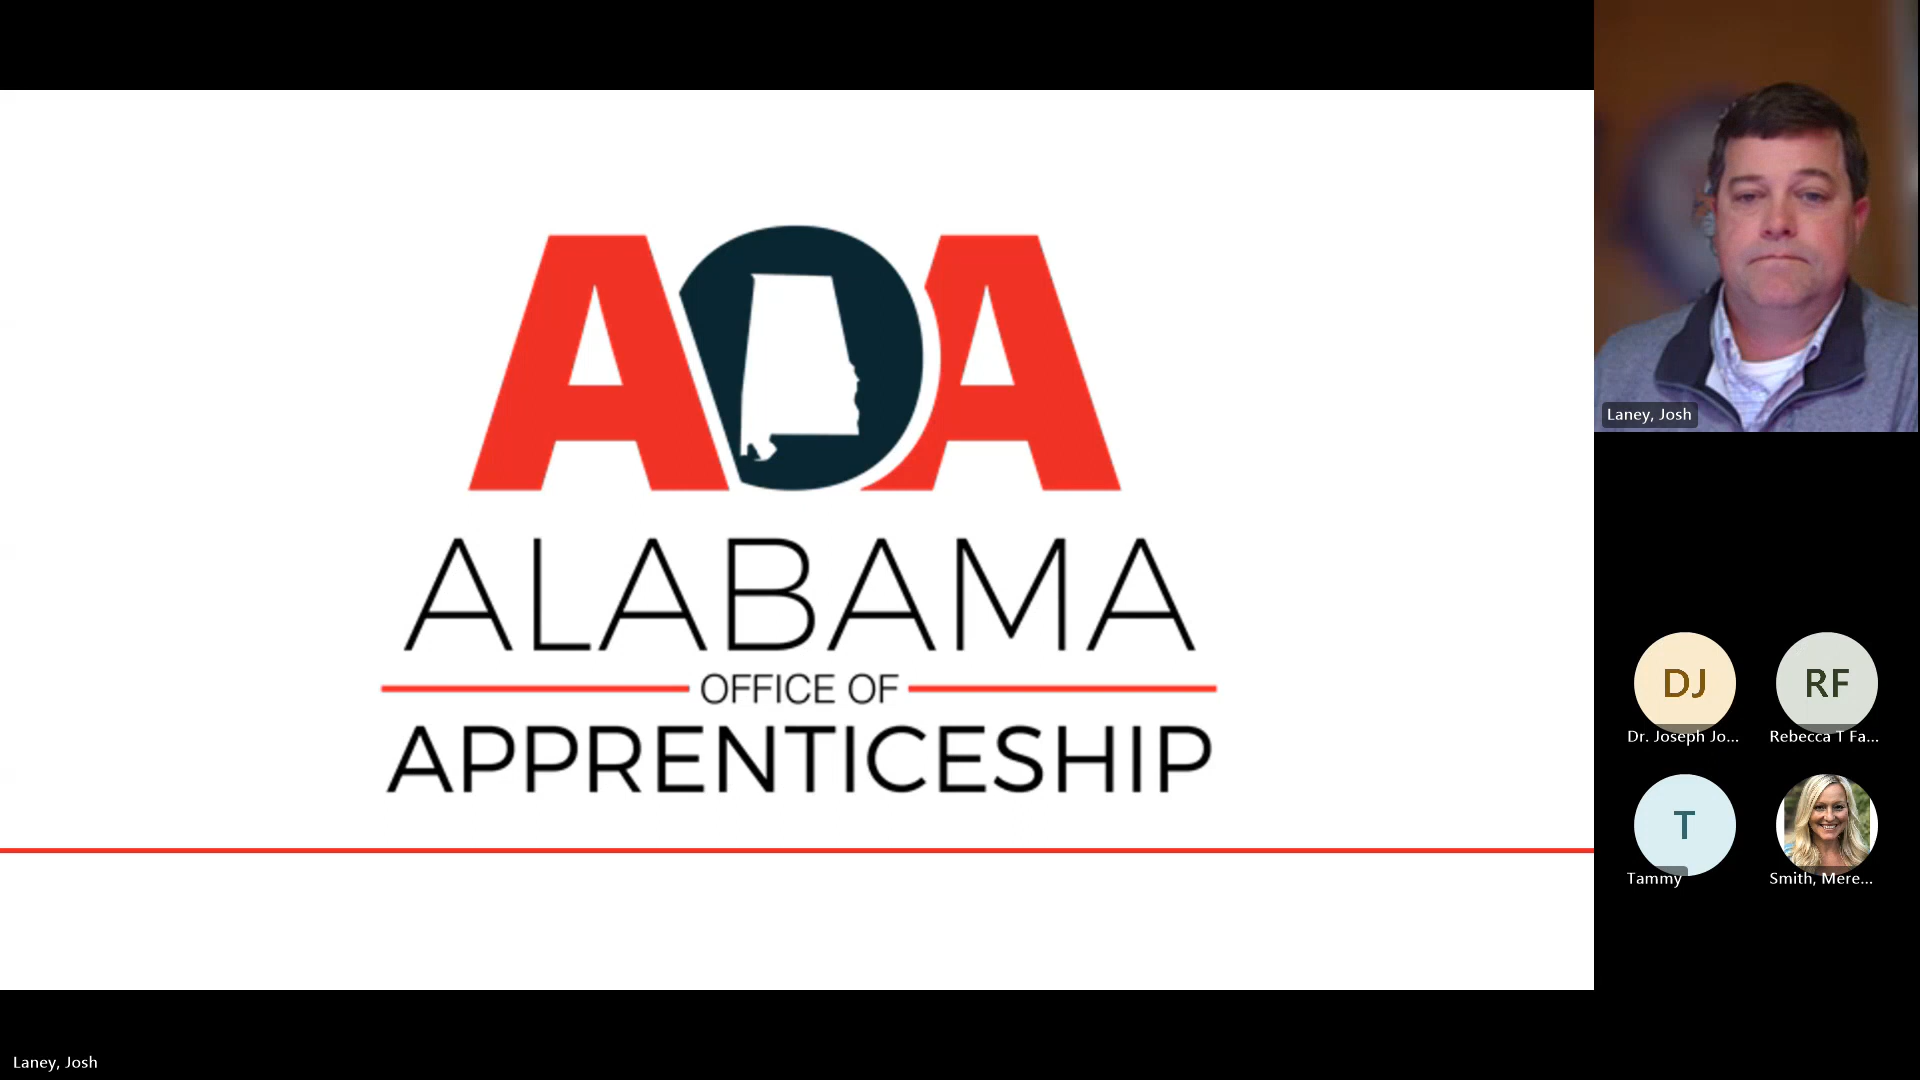 AOA
ALABAMA
OFFICE OF
APPRENTICESHIP
Laney, Josh
DJ
RF
Dr. Joseph Jo...
Rebecca T Fa...
T
Tammy
Smith, Mere...
Laney, Josh